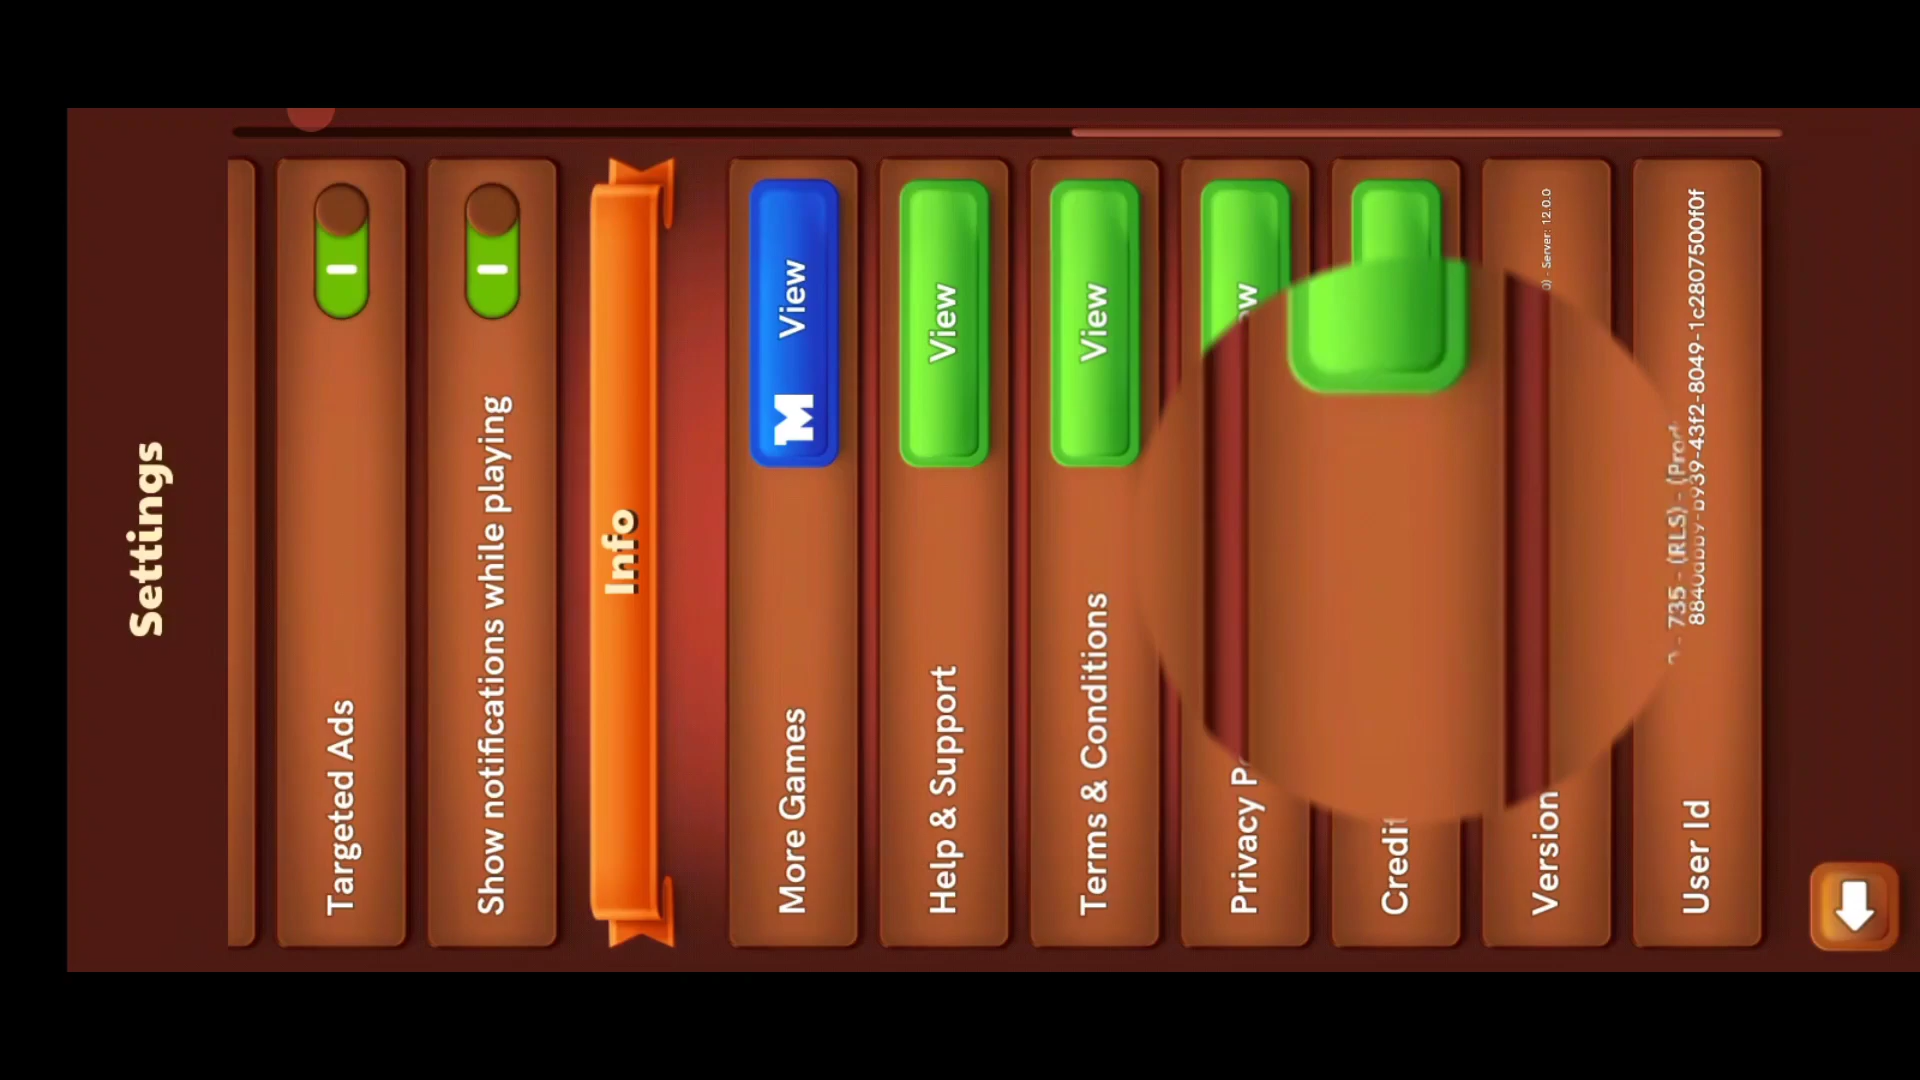 Settings
Targeted Ads
Show notifications while playing
Info
More Games
View
Help & Support
View
Terms & Conditions
View
Privacy
Version
- Server: 12.0.0
- 735 - (RLS) - (Prod
User Id
-43f2-8049-1c2807500f0f